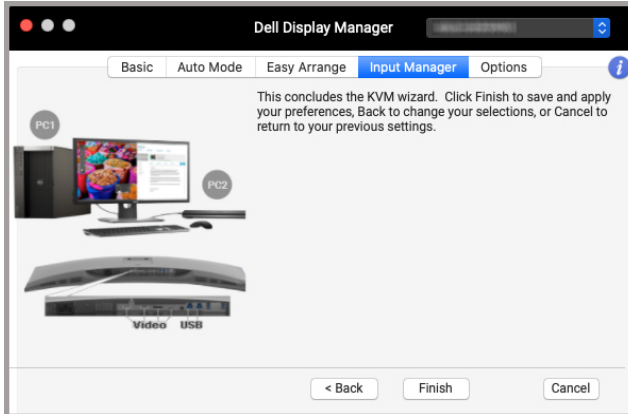 Dell Display Manager
Basic Auto Mode Easy Arrange Input Manager Options
i
This concludes the KVM wizard. Click Finish to save and apply
your preferences, Back to change your selections, or Cancel to
return to your previous settings.
PC1
PC2
Video USB
< Back Finish Cancel